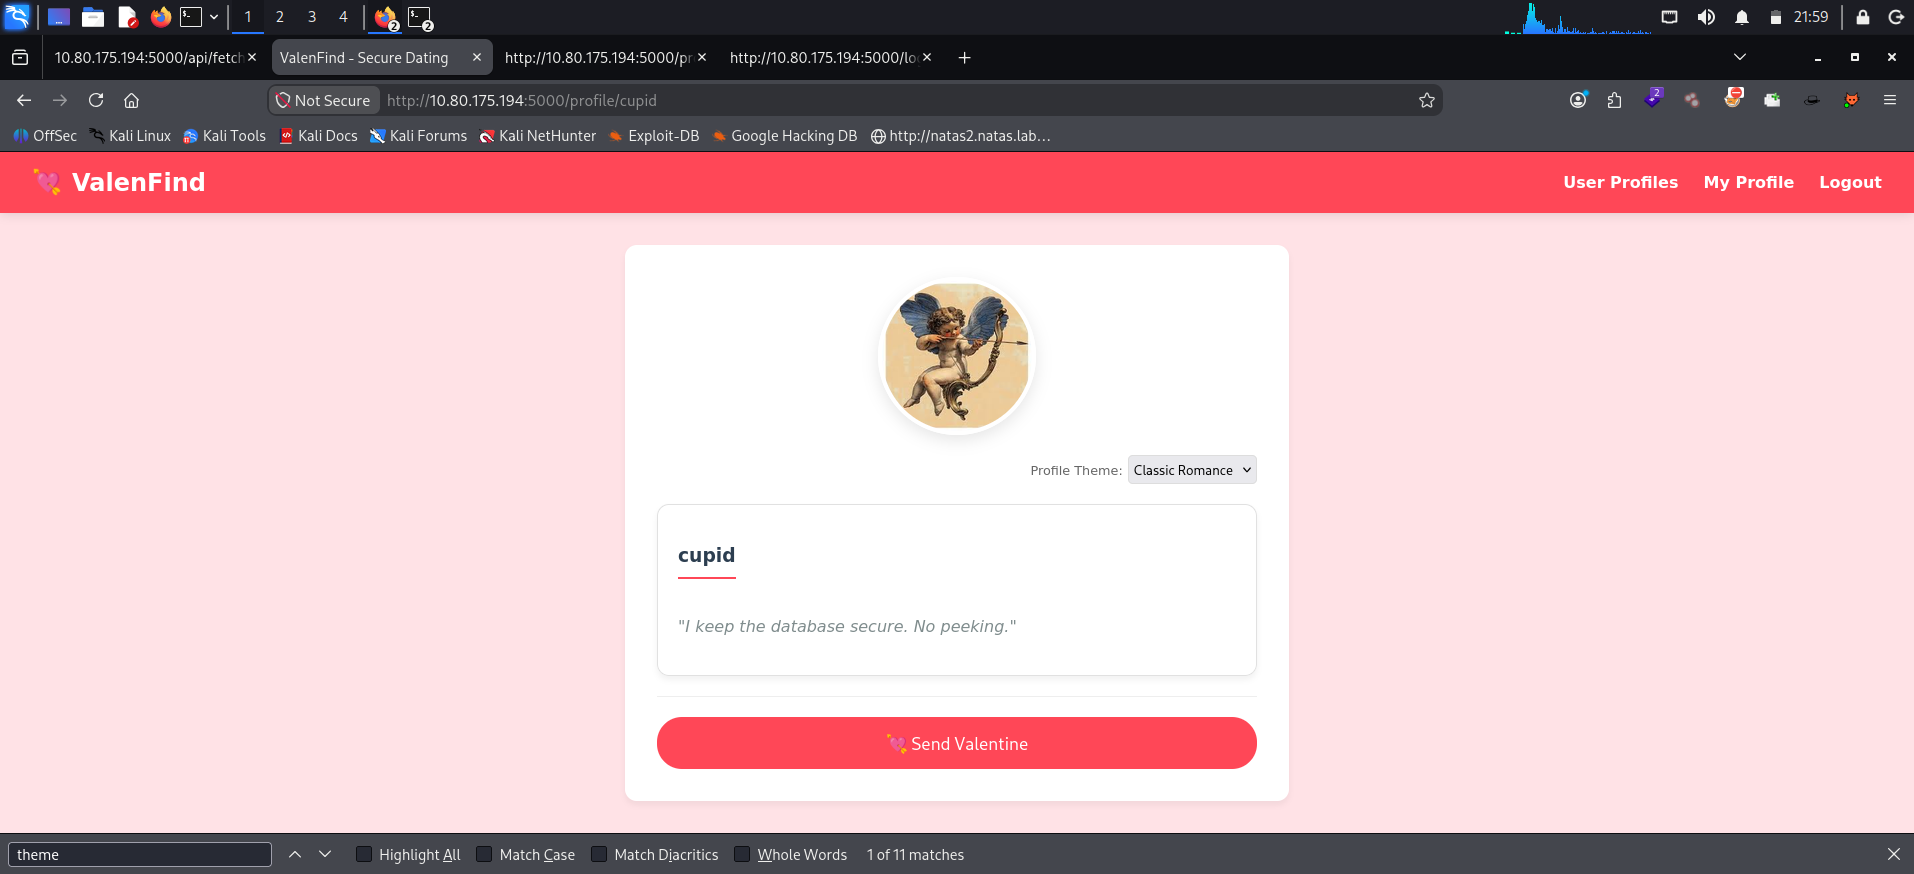 1 2 3 4 2 2 21:59
10.80.175.194:5000/api/fetch
ValenFind - Secure Dating
http://10.80.175.194:5000/pr
http://10.80.175.194:5000/lo
Not Secure http://10.80.175.194:5000/profile/cupid 2
OffSec Kali Linux Kali Tools Kali Docs Kali Forums Kali NetHunter Exploit-DB Google Hacking DB http://natas2.natas.lab...
ValenFind User Profiles My Profile Logout
Profile Theme: Classic Romance
cupid
"I keep the database secure. No peeking."
Send Valentine
theme Highlight All Match Case Match Diacritics Whole Words 1 of 11 matches